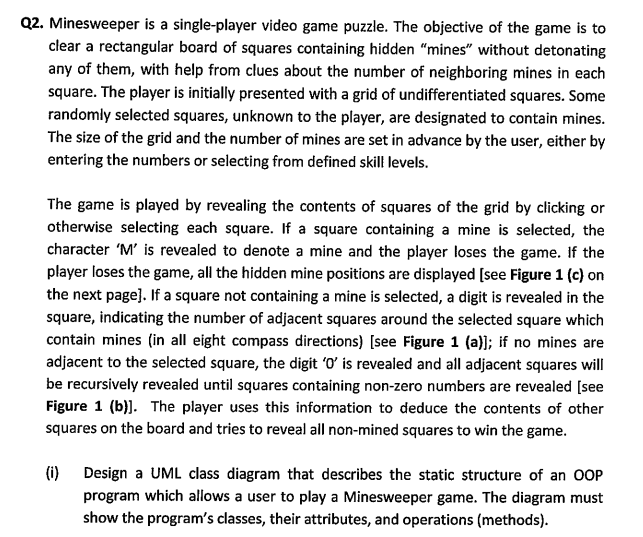 Q2. Minesweeper is a single-player video game puzzle. The objective of the game is to
clear a rectangular board of squares containing hidden “mines” without detonating
any of them, with help from clues about the number of neighboring mines in each
square. The player is initially presented with a grid of undifferentiated squares. Some
randomly selected squares, unknown to the player, are designated to contain mines.
The size of the grid and the number of mines are set in advance by the user, either by
entering the numbers or selecting from defined skill levels.
The game is played by revealing the contents of squares of the grid by clicking or
otherwise selecting each square. If a square containing a mine is selected, the
character ‘M’ is revealed to denote a mine and the player loses the game. If the
player loses the game, all the hidden mine positions are displayed [see Figure 1 (c) on
the next page]. If a square not containing a mine is selected, a digit is revealed in the
square, indicating the number of adjacent squares around the selected square which
contain mines (in all eight compass directions) [see Figure 1 (a)]; if no mines are
adjacent to the selected square, the digit ‘0’ is revealed and all adjacent squares will
be recursively revealed until squares containing non-zero numbers are revealed [see
Figure 1 (b)]. The player uses this information to deduce the contents of other
squares on the board and tries to reveal all non-mined squares to win the game.
(i) Design a UML class diagram that describes the static structure of an OOP
program which allows a user to play a Minesweeper game. The diagram must
show the program’s classes, their attributes, and operations (methods).